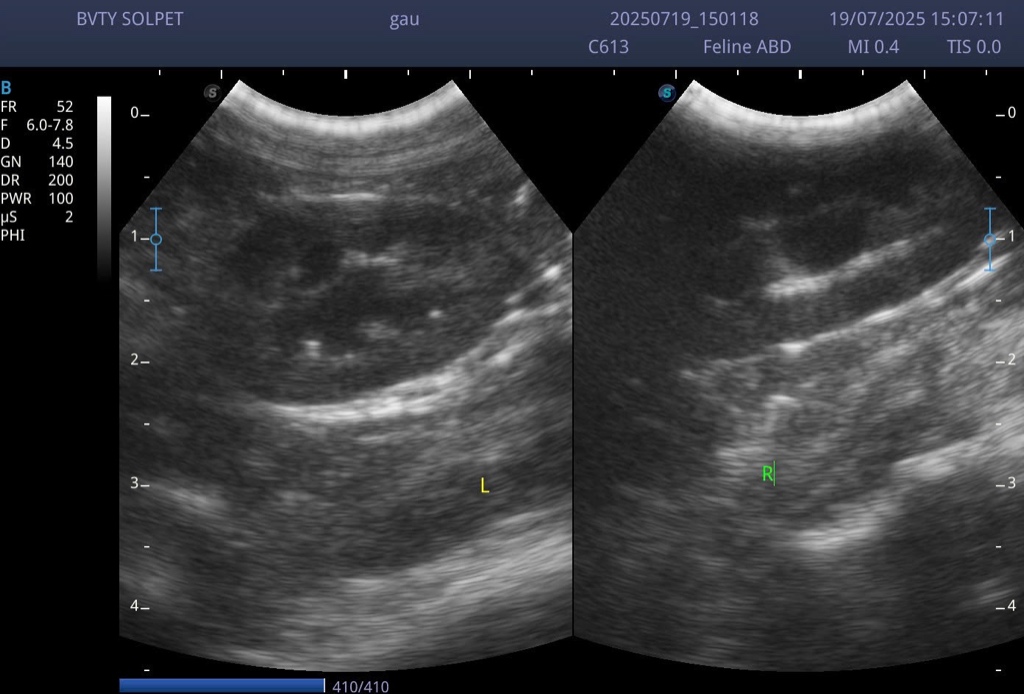 BVTY SOLPET gau 20250719_150118 19/07/2025 15:07:11
C613 Feline ABD MI 0.4 TIS 0.0
B
FR 52
F 6.0-7.8
D 4.5
GN 140
DR 200
PWR 100
µS 2
PHI
S S
0 0
1 1
2 2
3 3
4 4
L
R
410/410